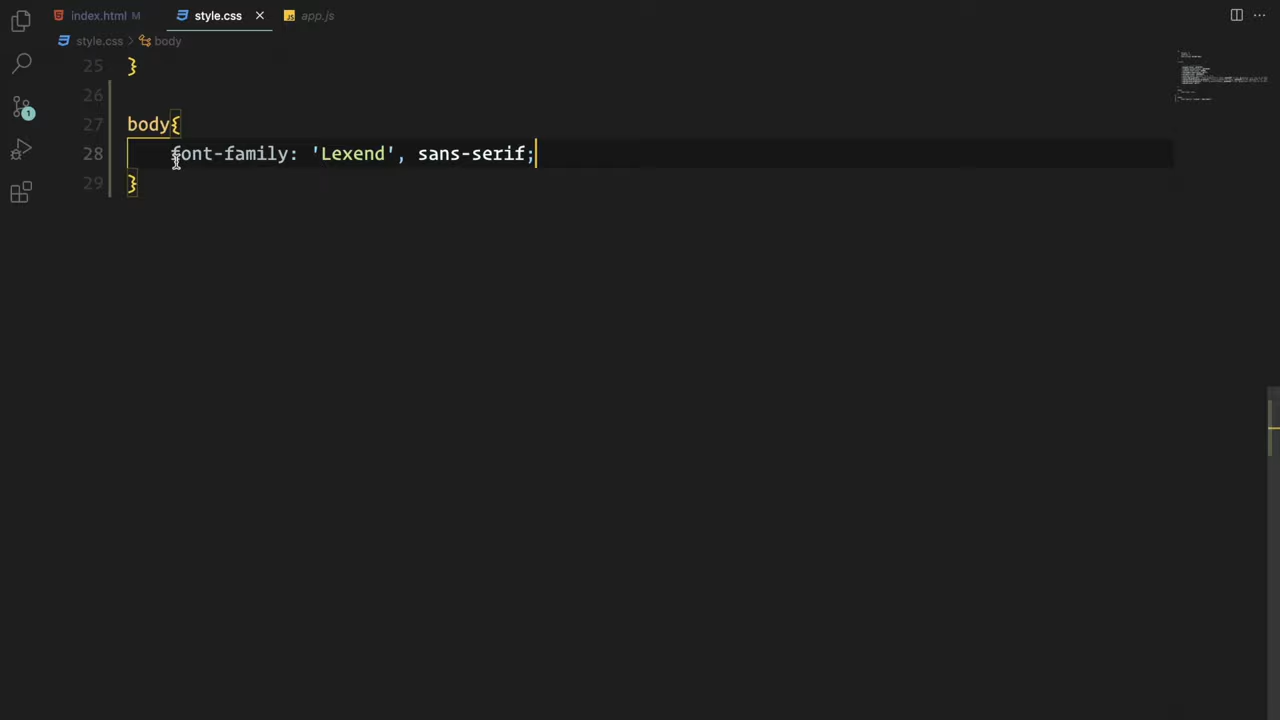 index.html M style.css app.js
style.css > body
25 }
26
27 body{
28 font-family: 'Lexend', sans-serif;
29 }
1